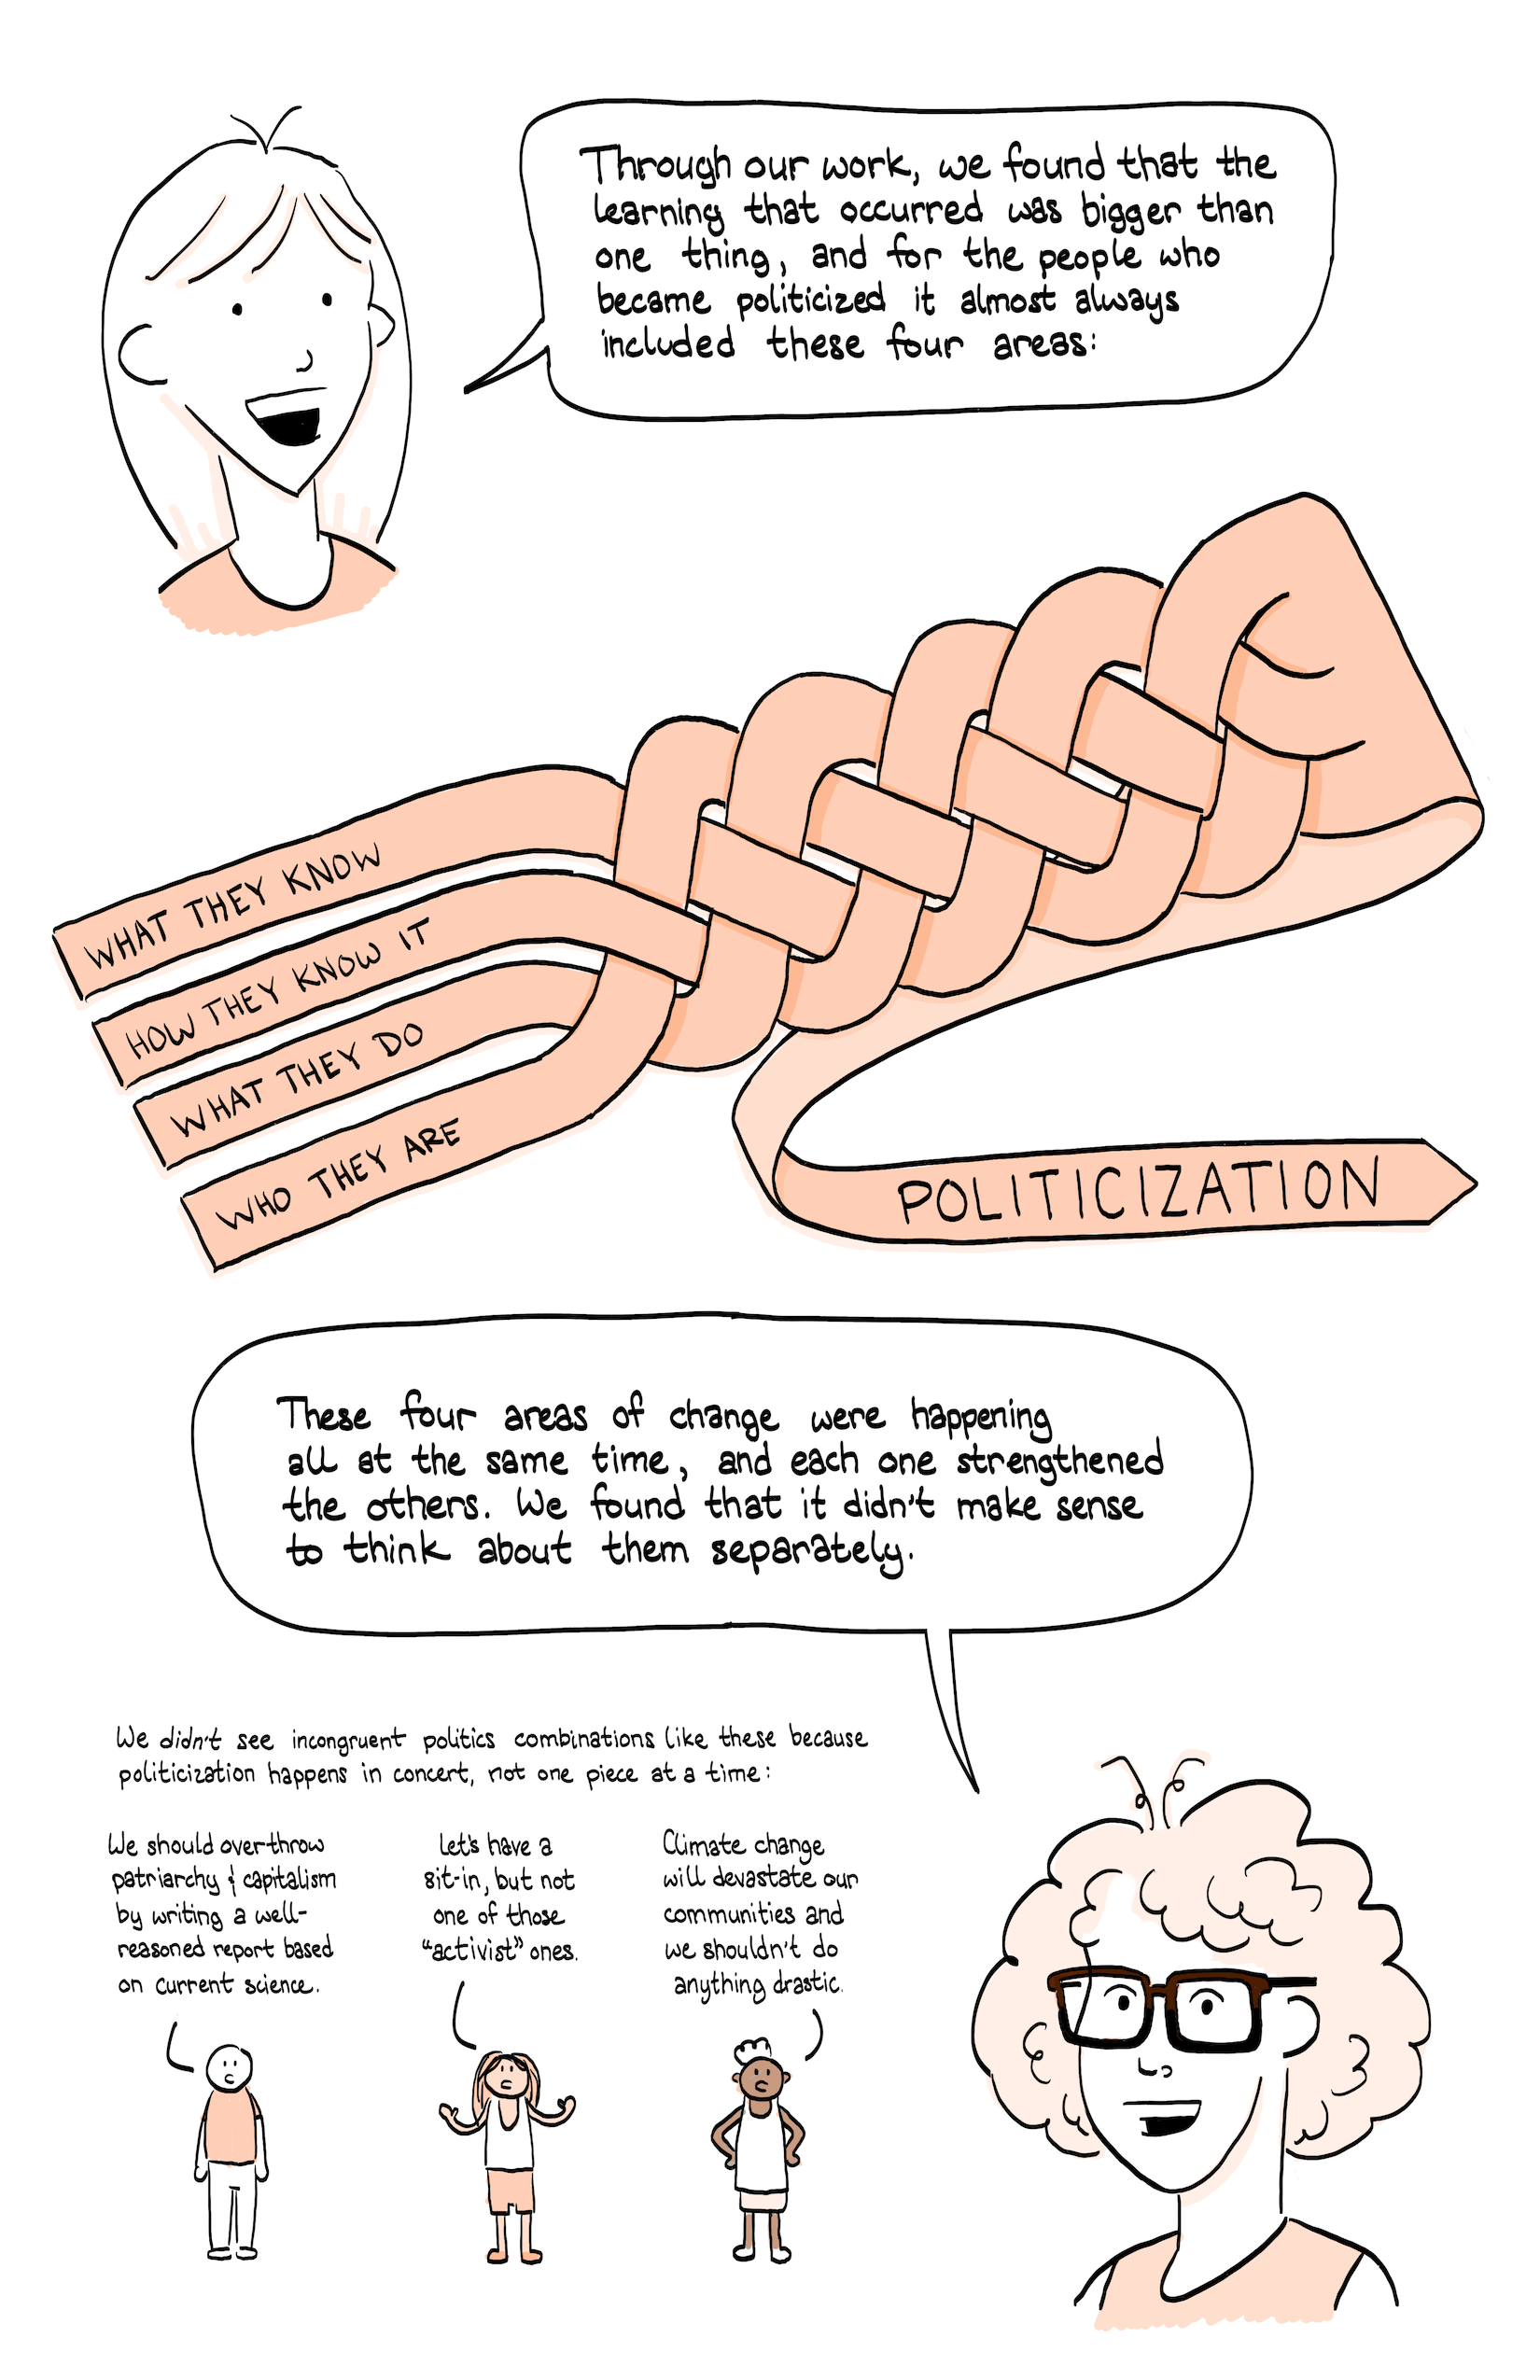 Through our work, we found that the
learning that occurred was bigger than
one thing, and for the people who
became politicized it almost always
included these four areas:
WHAT THEY KNOW
HOW THEY KNOW IT
WHAT THEY DO
WHO THEY ARE
POLITICIZATION
These four areas of change were happening
all at the same time, and each one strengthened
the others. We found that it didn't make sense
to think about them separately.
We didn't see incongruent politics combinations like these because
politicization happens in concert, not one piece at a time:
We should overthrow
patriarchy & capitalism
by writing a well-
reasoned report based
on current science.
Let's have a
sit-in, but not
one of those
"activist" ones.
Climate change
will devastate our
communities and
we shouldn't do
anything drastic.